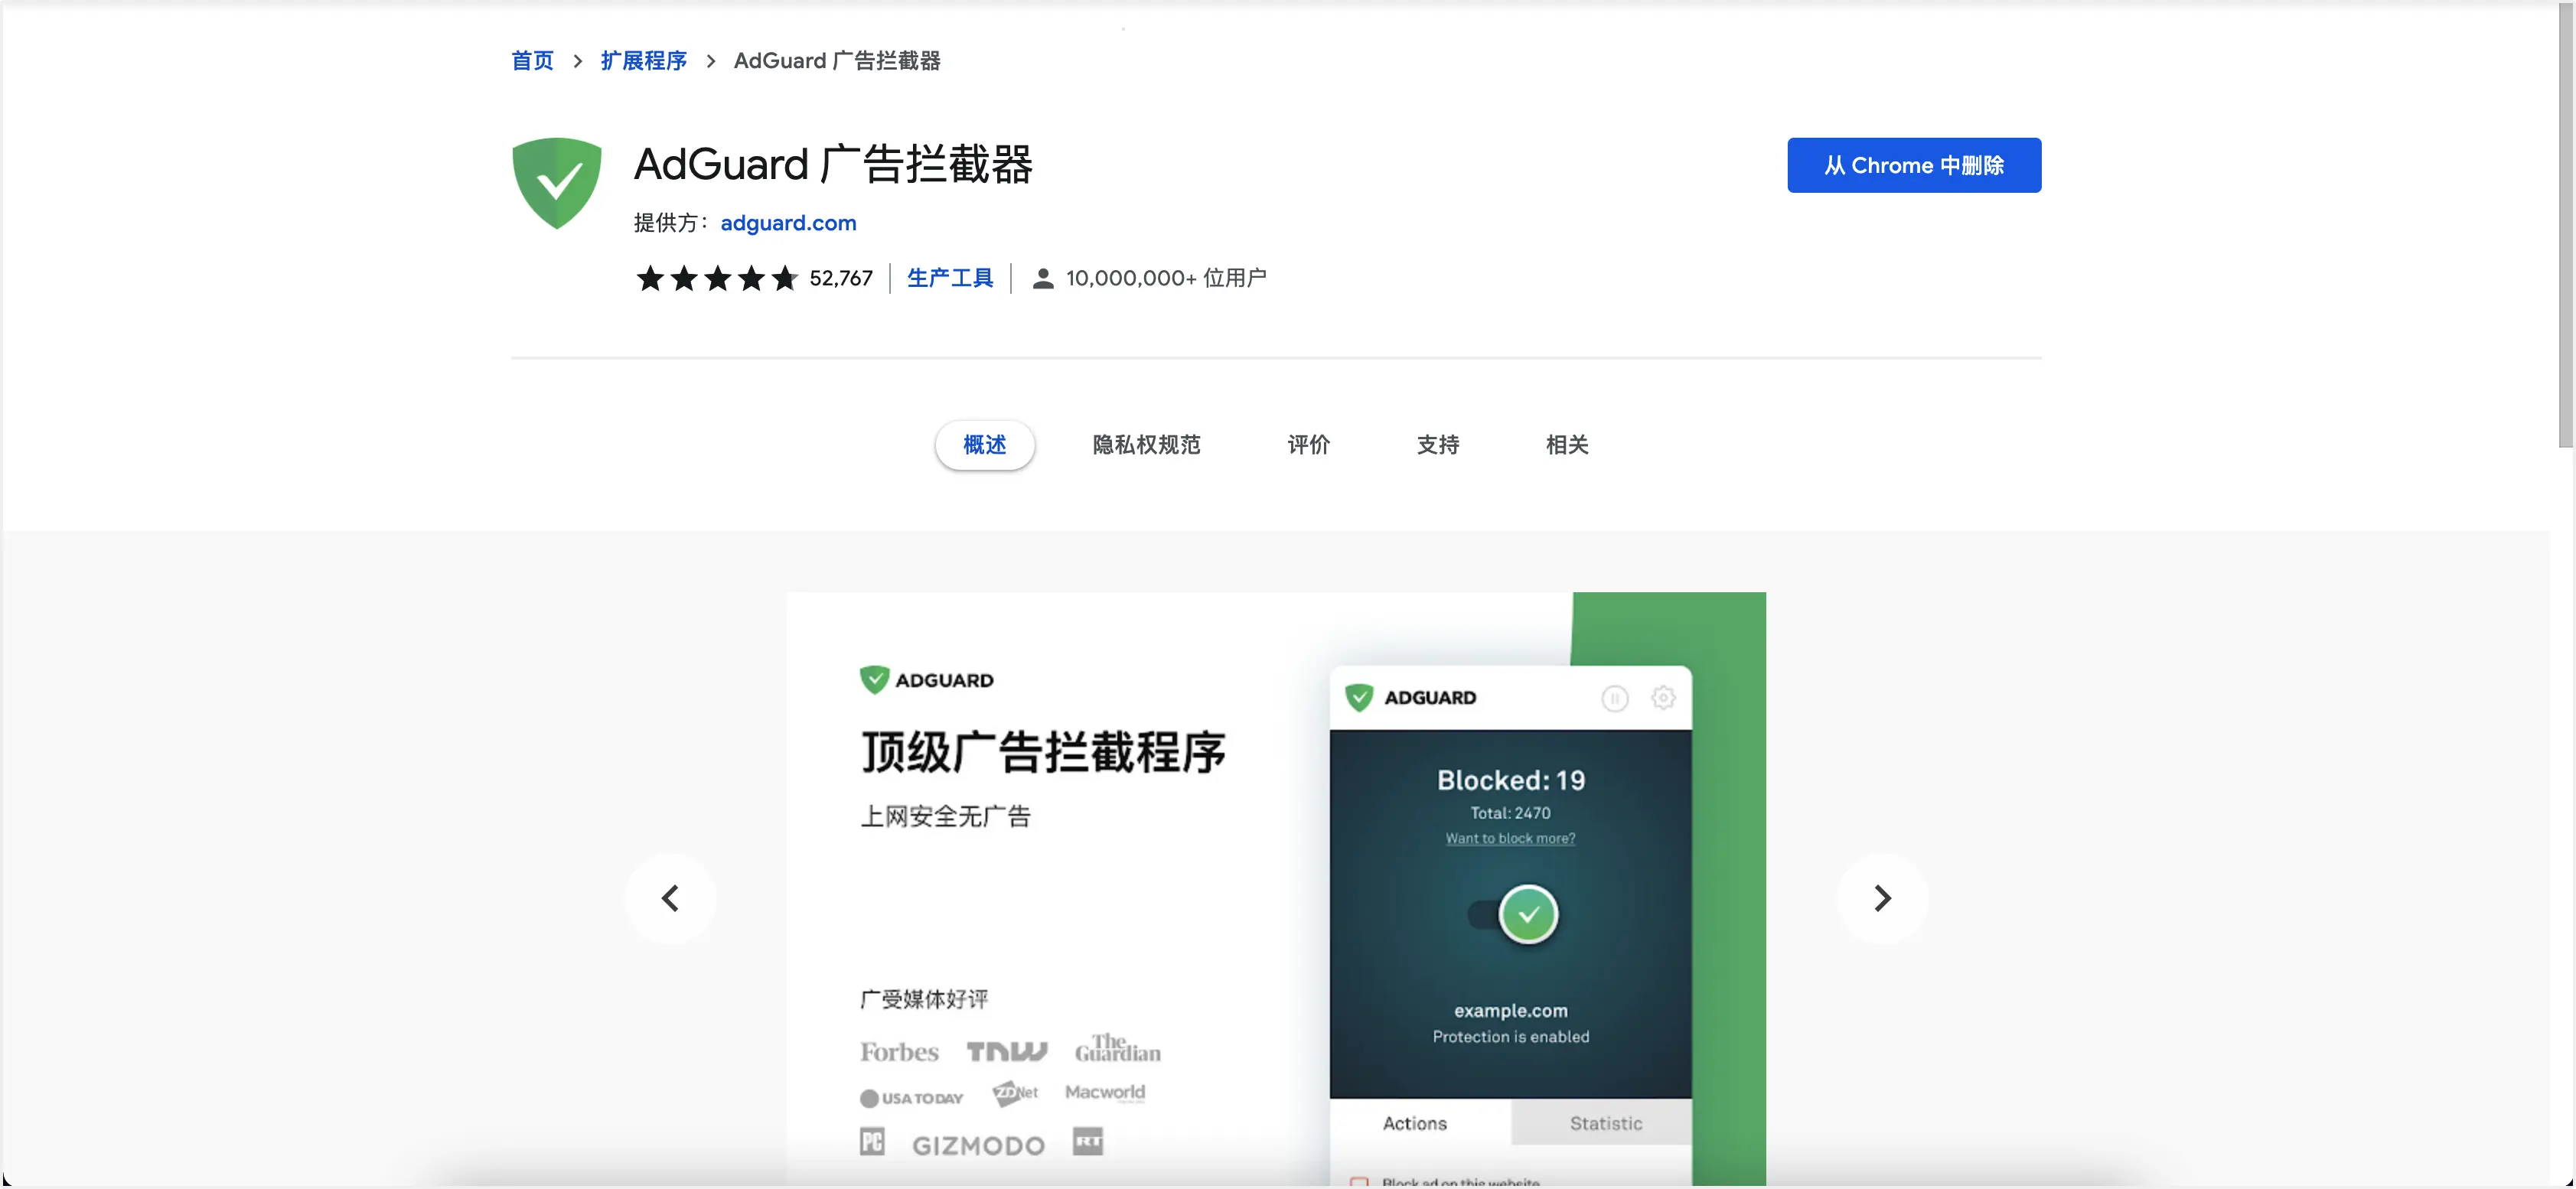 首页 > 扩展程序 > AdGuard 广告拦截器
AdGuard 广告拦截器
从 Chrome 中删除
提供方： adguard.com
52,767 生产工具 10,000,000+ 位用户
概述 隐私权规范 评价 支持 相关
ADGUARD
顶级广告拦截程序
上网安全无广告
广受媒体好评
Forbes TNW The Guardian
USA TODAY ZDNet Macworld
PC GIZMODO RT
ADGUARD
Blocked: 19
Total: 2470
Want to block more?
example.com
Protection is enabled
Actions Statistic
Block ad on this website